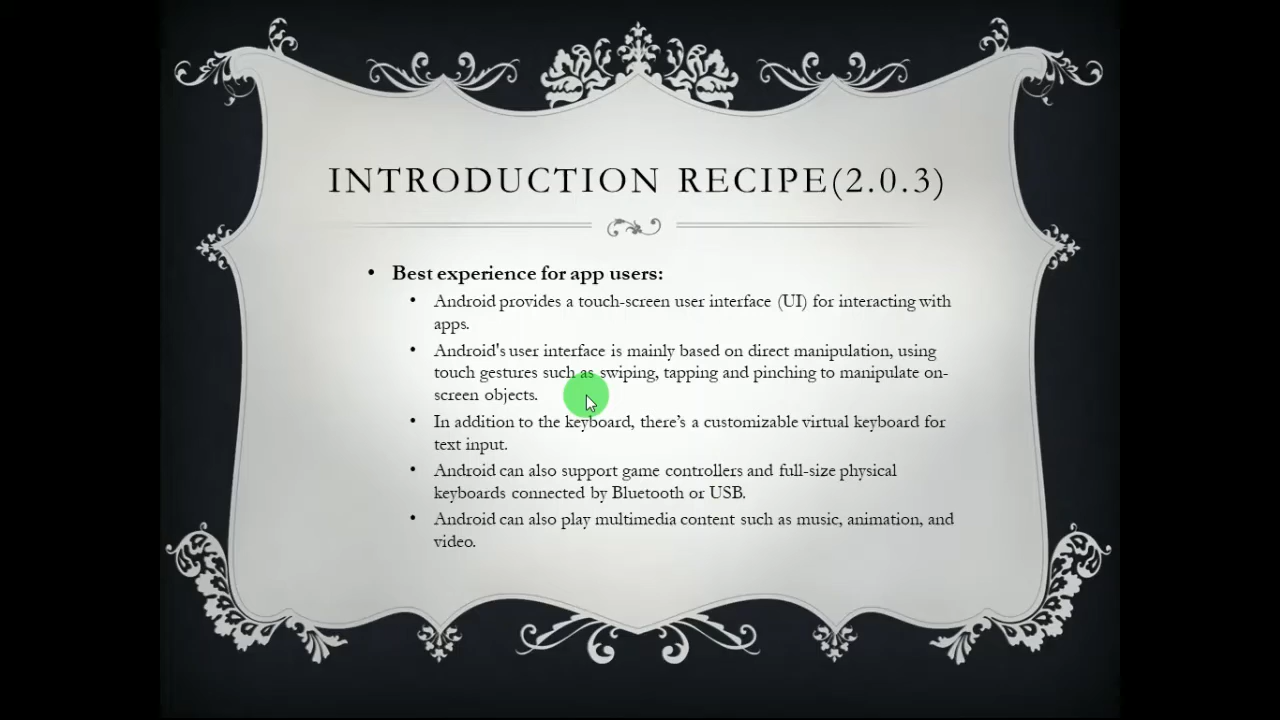 INTRODUCTION RECIPE(2.0.3)
• Best experience for app users:
• Android provides a touch-screen user interface (UI) for interacting with
apps.
• Android's user interface is mainly based on direct manipulation, using
touch gestures such as swiping, tapping and pinching to manipulate on-
screen objects.
• In addition to the keyboard, there’s a customizable virtual keyboard for
text input.
• Android can also support game controllers and full-size physical
keyboards connected by Bluetooth or USB.
• Android can also play multimedia content such as music, animation, and
video.